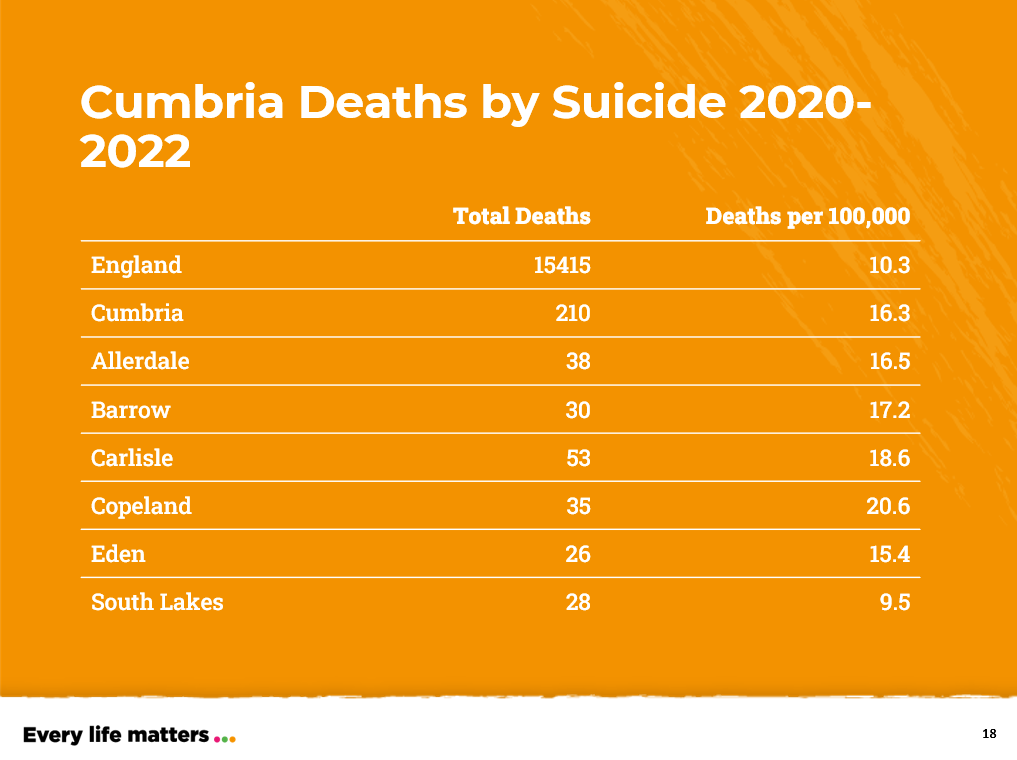 Cumbria Deaths by Suicide 2020-
2022
Total Deaths Deaths per 100,000
England 15415 10.3
Cumbria 210 16.3
Allerdale 38 16.5
Barrow 30 17.2
Carlisle 53 18.6
Copeland 35 20.6
Eden 26 15.4
South Lakes 28 9.5
Every life matters...
18